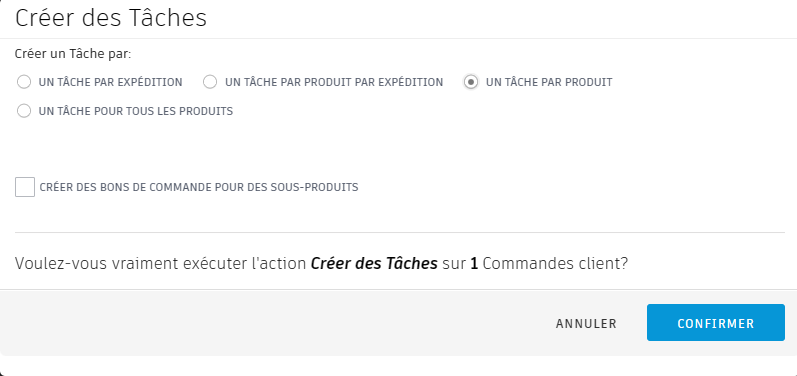 Créer des Tâches
Créer un Tâche par:
UN TÂCHE PAR EXPÉDITION UN TÂCHE PAR PRODUIT PAR EXPÉDITION UN TÂCHE PAR PRODUIT
UN TÂCHE POUR TOUS LES PRODUITS
CRÉER DES BONS DE COMMANDE POUR DES SOUS-PRODUITS
Voulez-vous vraiment exécuter l'action Créer des Tâches sur 1 Commandes client?
ANNULER CONFIRMER